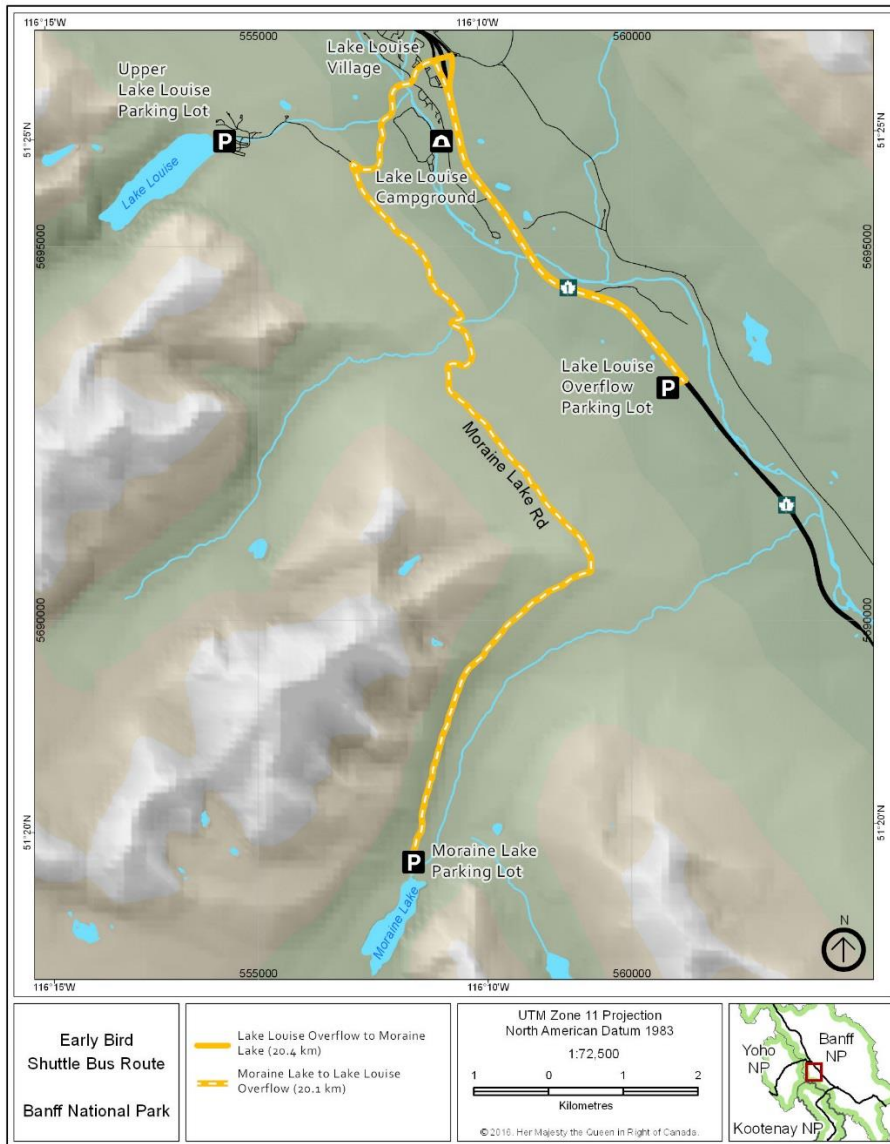 116°15'W
116°10'W
555000
560000
Lake Louise
Village
Upper
Lake Louise
Parking Lot
P
51°25'N
51°25'N
Lake Louise
Lake Louise
Campground
5695000
5695000
1
Lake Louise
Overflow
Parking Lot
P
Moraine Lake Rd
1
5690000
5690000
51°20'N
51°20'N
P
Moraine Lake
Parking Lot
Moraine Lake
N
555000
560000
116°15'W
116°10'W
Early Bird
Shuttle Bus Route
Banff National Park
Lake Louise Overflow to Moraine
Lake (20.4 km)
Moraine Lake to Lake Louise
Overflow (20.1 km)
UTM Zone 11 Projection
North American Datum 1983
1:72,500
1 0 1 2
Kilometres
© 2016. Her Majesty the Queen in Right of Canada.
Yoho
NP
Banff
NP
Kootenay NP